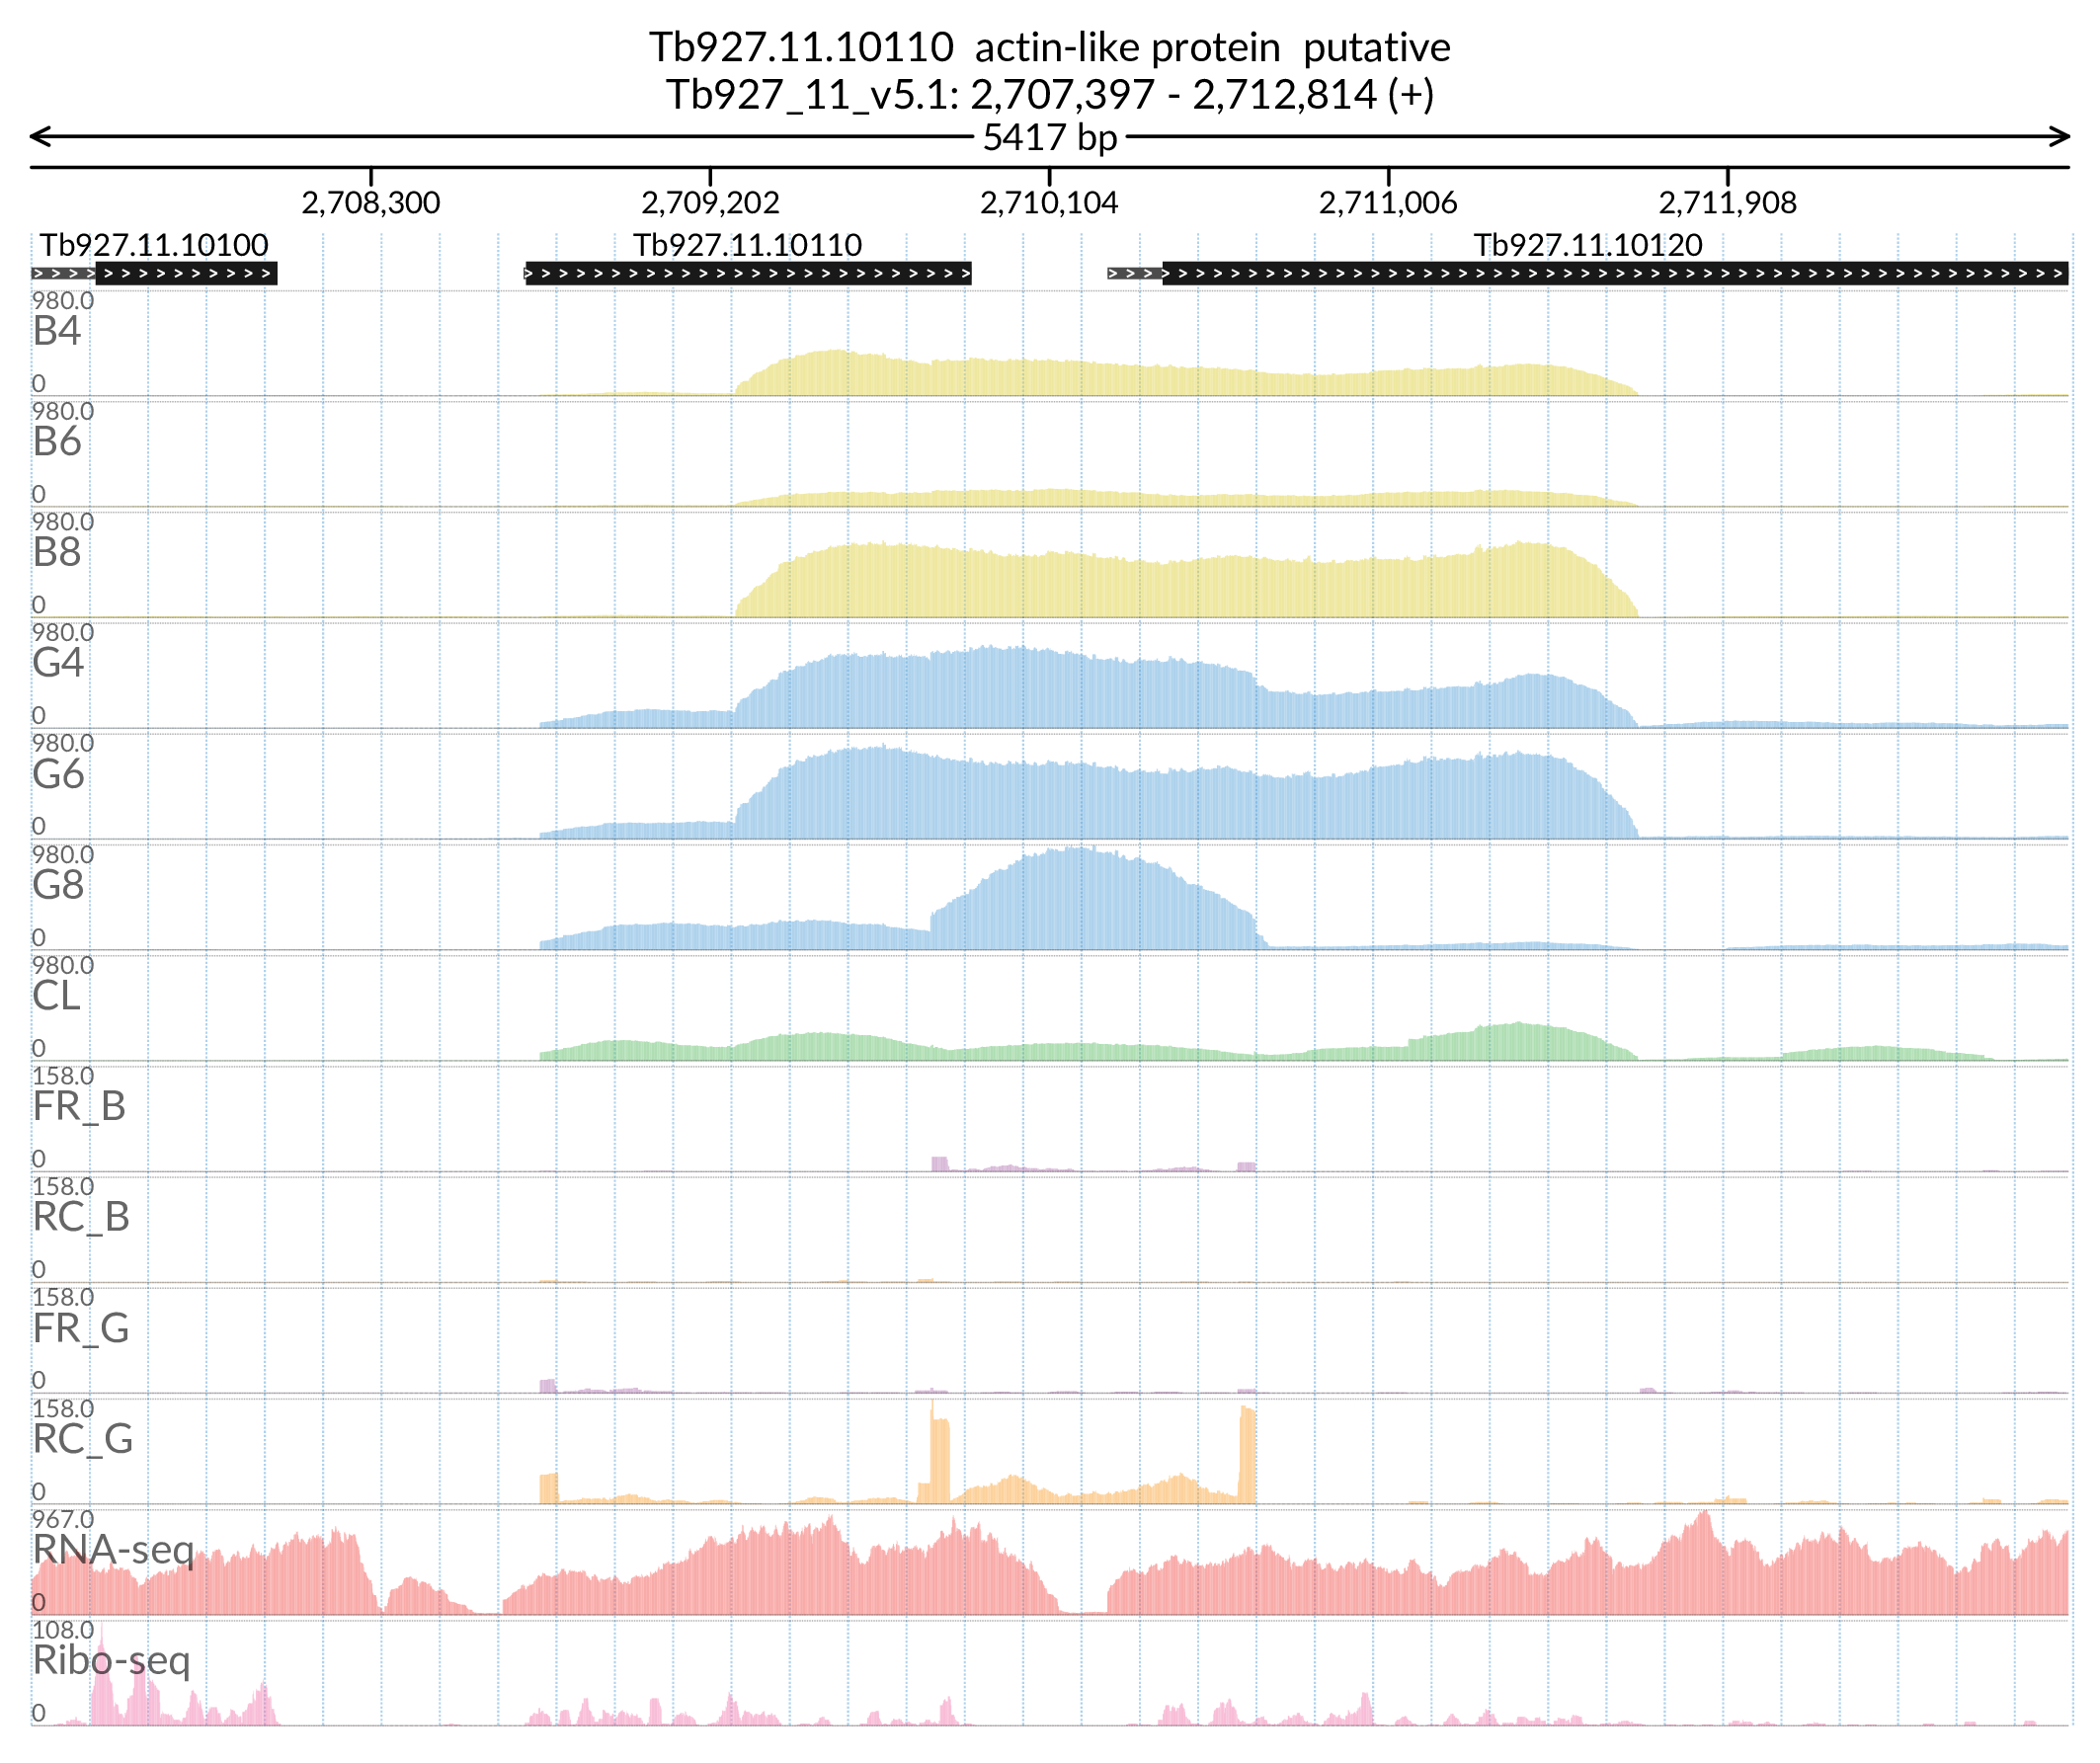 Tb927.11.10110  actin-like protein  putative
Tb927_11_v5.1: 2,707,397 - 2,712,814 (+)
5417 bp
2,708,300 2,709,202 2,710,104 2,711,006 2,711,908
Tb927.11.10100 Tb927.11.10110 Tb927.11.10120
980.0
B4
0
980.0
B6
0
980.0
B8
0
980.0
G4
0
980.0
G6
0
980.0
G8
0
980.0
CL
0
158.0
FR_B
0
158.0
RC_B
0
158.0
FR_G
0
158.0
RC_G
0
967.0
RNA-seq
0
108.0
Ribo-seq
0